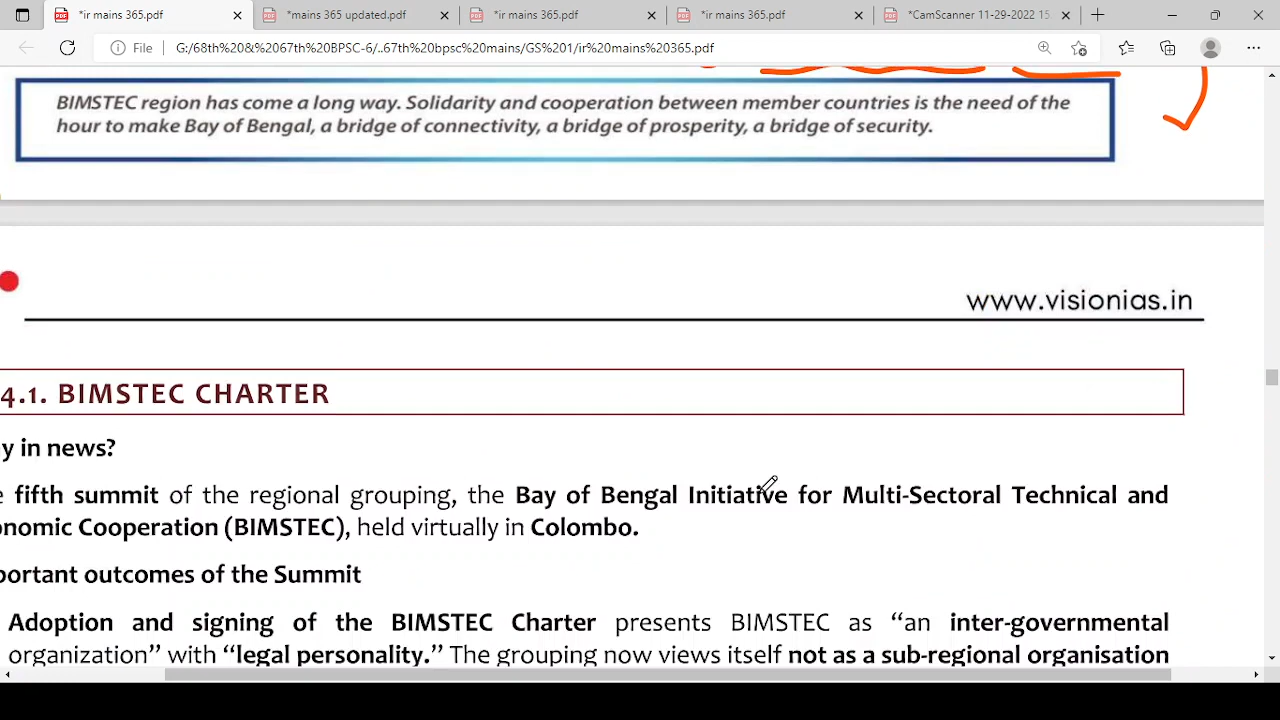 *ir mains 365.pdf
*mains 365 updated.pdf
*ir mains 365.pdf
*ir mains 365.pdf
*CamScanner 11-29-2022 15
File
G:/68th%20&%2067th%20BPSC-6/..67th%20bpsc%20mains/GS%201/ir%20mains%20365.pdf
BIMSTEC region has come a long way. Solidarity and cooperation between member countries is the need of the
hour to make Bay of Bengal, a bridge of connectivity, a bridge of prosperity, a bridge of security.
www.visionias.in
4.1. BIMSTEC CHARTER
y in news?
e fifth summit of the regional grouping, the Bay of Bengal Initiative for Multi-Sectoral Technical and
onomic Cooperation (BIMSTEC), held virtually in Colombo.
portant outcomes of the Summit
Adoption and signing of the BIMSTEC Charter presents BIMSTEC as “an inter-governmental
organization” with “legal personality.” The grouping now views itself not as a sub-regional organisation